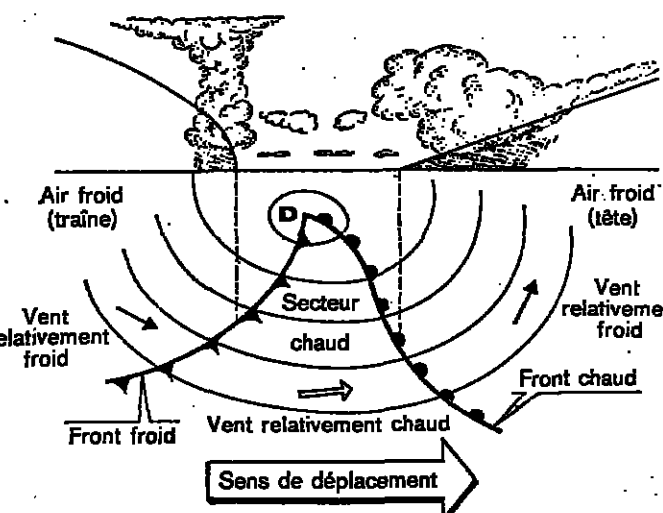 Air froid
(traîne)
Air froid
(tête)
D
Secteur
chaud
Vent
relativement
froid
Vent
relativeme
froid
Front froid
Vent relativement chaud
Front chaud
Sens de déplacement